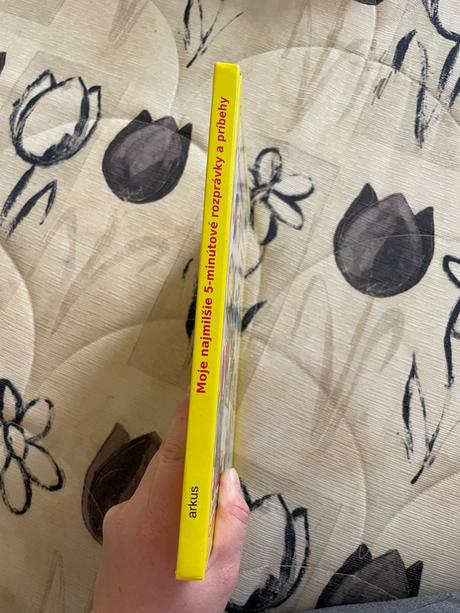 Moje najmilšie 5-minútové rozprávky a príbehy
arkus